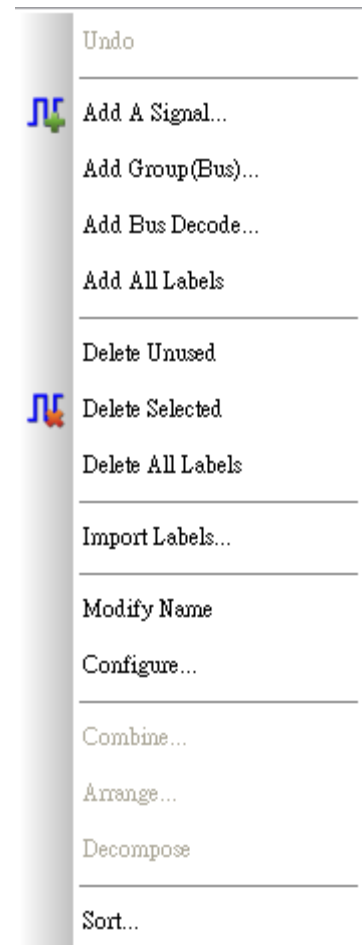 Undo
Add A Signal...
Add Group(Bus)...
Add Bus Decode...
Add All Labels
Delete Unused
Delete Selected
Delete All Labels
Import Labels...
Modify Name
Configure...
Combine...
Arrange...
Decompose
Sort...